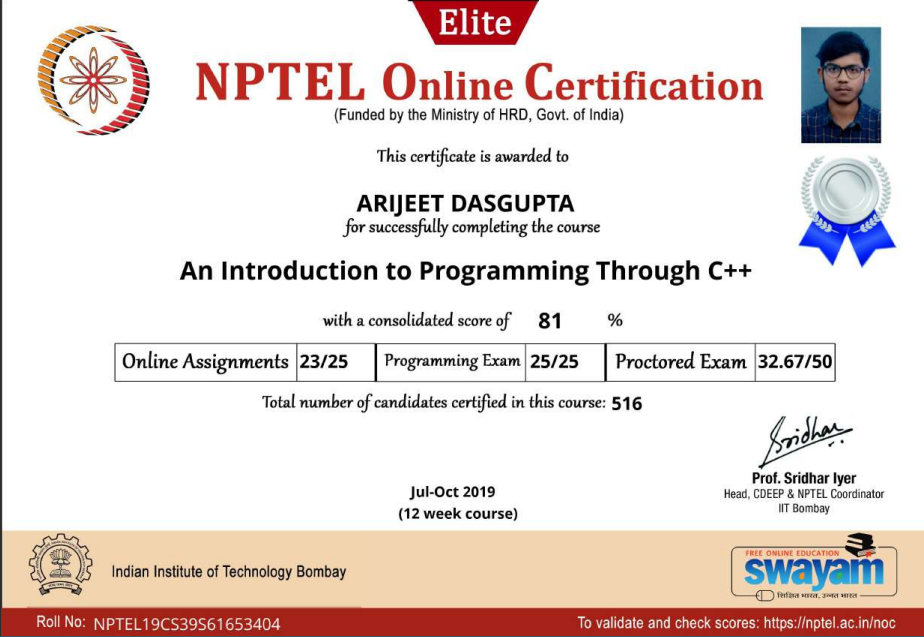 Elite
NPTEL Online Certification
(Funded by the Ministry of HRD, Govt. of India)
This certificate is awarded to
ARIJEET DASGUPTA
for successfully completing the course
An Introduction to Programming Through C++
with a consolidated score of 81 %
Online Assignments 23/25 Programming Exam 25/25 Proctored Exam 32.67/50
Total number of candidates certified in this course: 516
Sridhar
Prof. Sridhar Iyer
Head, CDEEP & NPTEL Coordinator
IIT Bombay
Jul-Oct 2019
(12 week course)
Indian Institute of Technology Bombay
FREE ONLINE EDUCATION
swayam
शिक्षित भारत, उन्नत भारत
Roll No: NPTEL19CS39S61653404
To validate and check scores: https://nptel.ac.in/noc